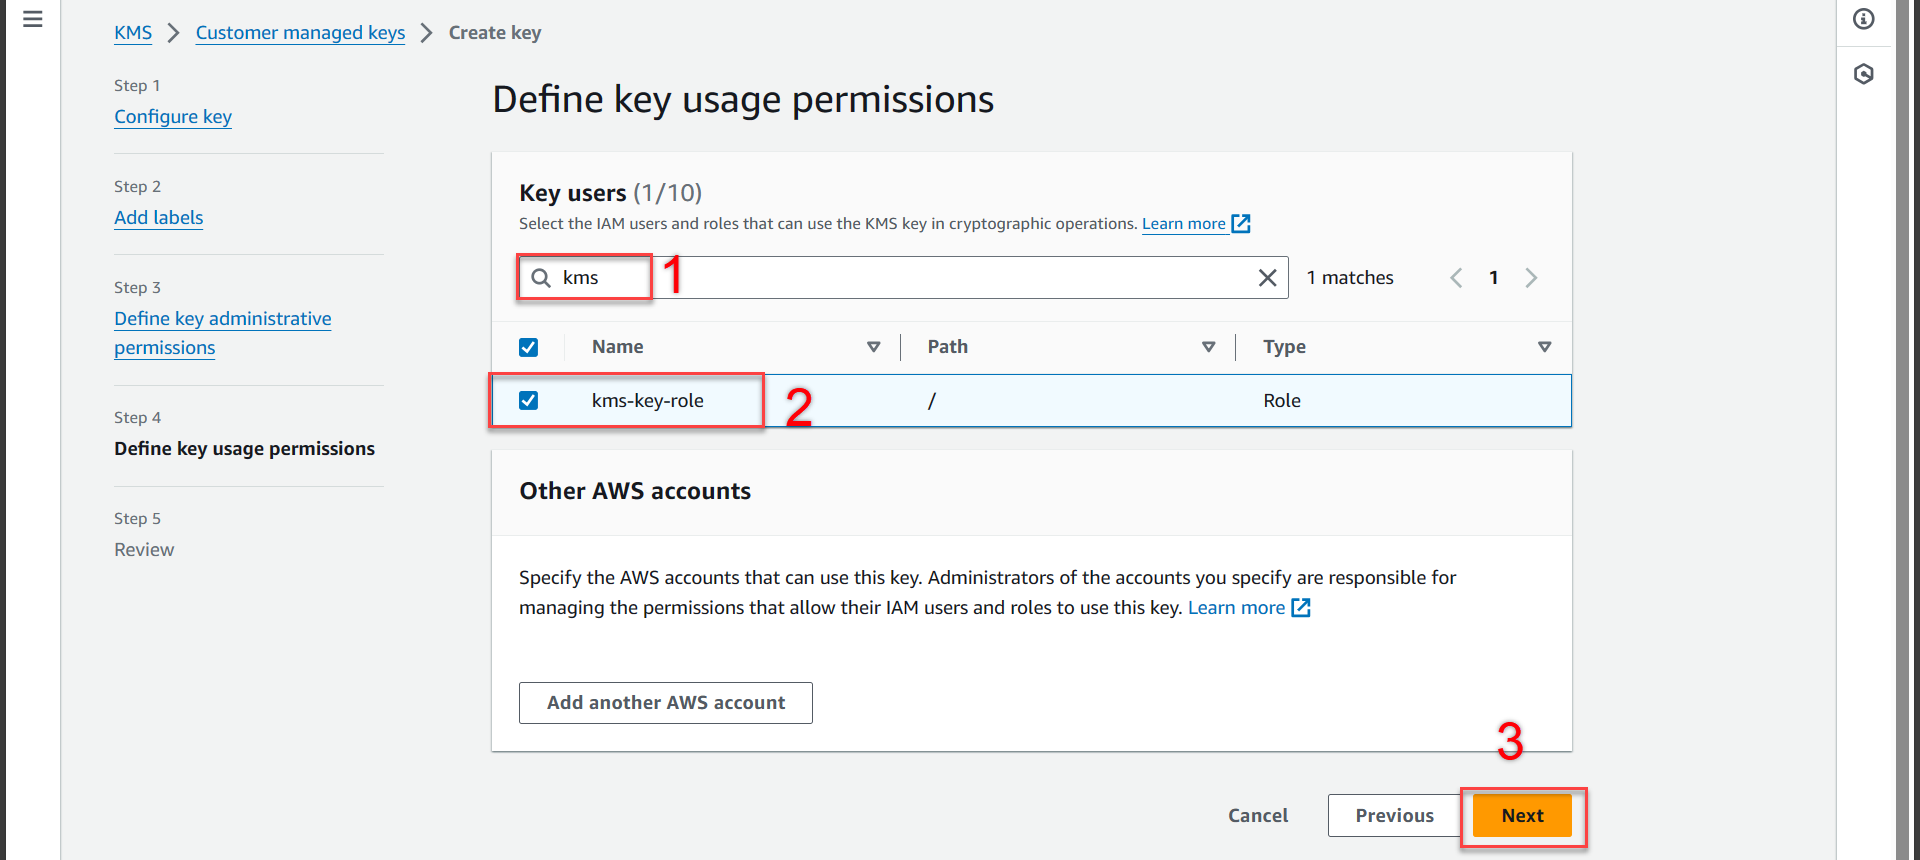 KMS > Customer managed keys > Create key
Step 1
Configure key
Step 2
Add labels
Step 3
Define key administrative
permissions
Step 4
Define key usage permissions
Step 5
Review
Define key usage permissions
Key users (1/10)
Select the IAM users and roles that can use the KMS key in cryptographic operations. Learn more
kms
1
1 matches
1
Name Path Type
kms-key-role / Role
2
Other AWS accounts
Specify the AWS accounts that can use this key. Administrators of the accounts you specify are responsible for
managing the permissions that allow their IAM users and roles to use this key. Learn more
Add another AWS account
3
Cancel Previous Next